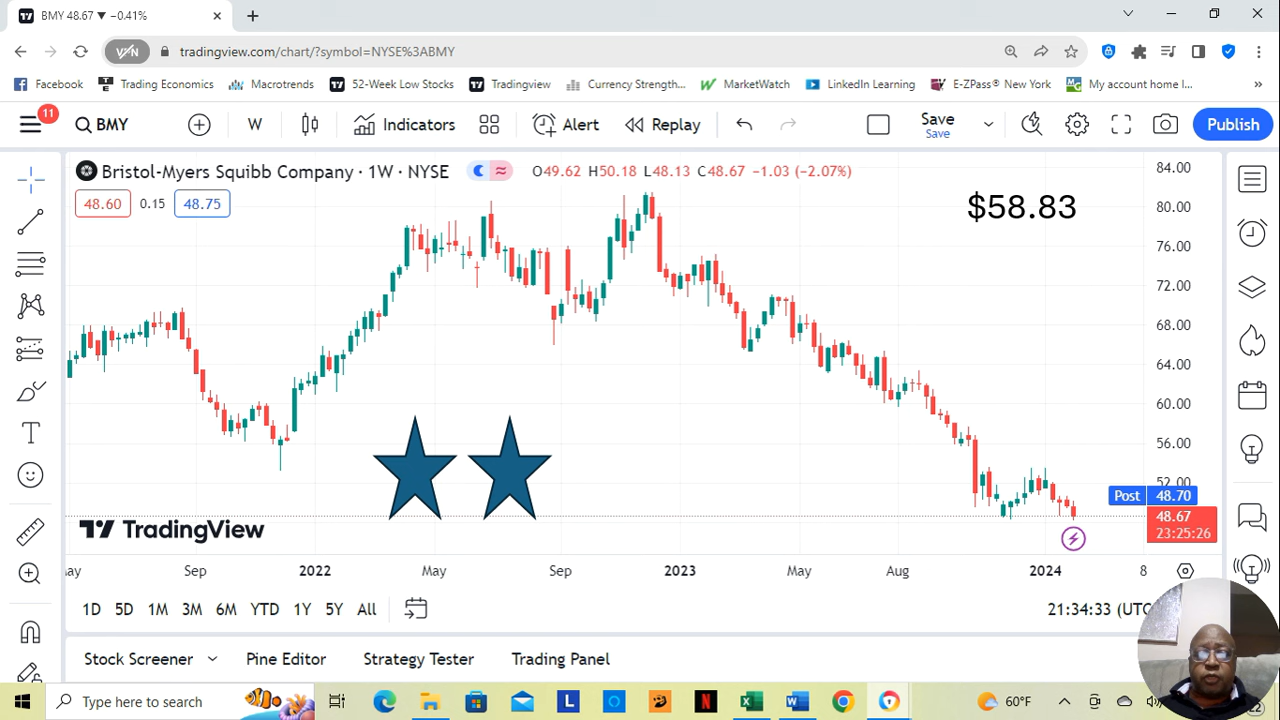 BMY 48.67 ▼ −0.41%
VPN
tradingview.com/chart/?symbol=NYSE%3ABMY
Facebook
Trading Economics
Macrotrends
52-Week Low Stocks
Tradingview
Currency Strength...
MarketWatch
LinkedIn Learning
E-ZPass® New York
My account home l...
»
11
BMY
W
Indicators
Alert
Replay
Save
Save
Publish
Bristol-Myers Squibb Company · 1W · NYSE
O49.62 H50.18 L48.13 C48.67 −1.03 (−2.07%)
48.60 0.15 48.75
$58.83
84.00
80.00
76.00
72.00
68.00
64.00
60.00
56.00
52.00
Post 48.70
48.67
23:25:26
TradingView
Sep 2022 May Sep 2023 May Aug 2024 8
1D 5D 1M 3M 6M YTD 1Y 5Y All
21:34:33
Stock Screener Pine Editor Strategy Tester Trading Panel
Type here to search
60°F